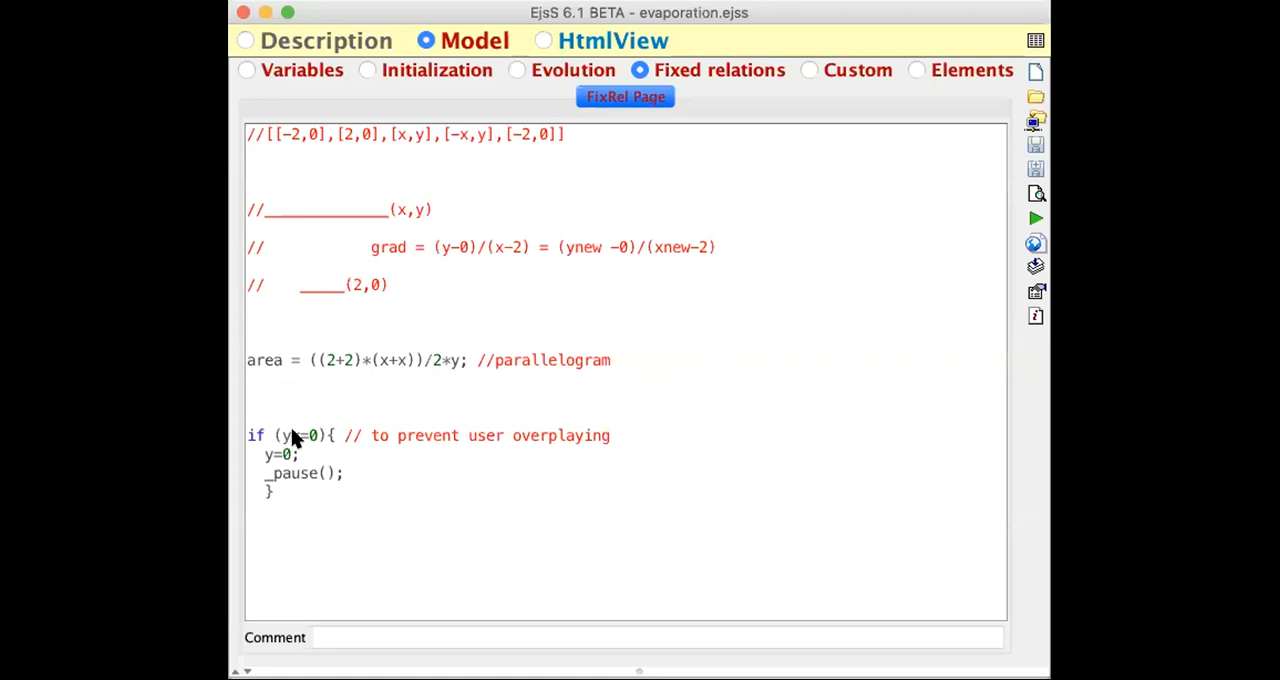 EjsS 6.1 BETA - evaporation.ejss
Description Model HtmlView
Variables Initialization Evolution Fixed relations Custom Elements
FixRel Page
//[[-2,0],[2,0],[x,y],[-x,y],[-2,0]]
//______________(x,y)
// grad = (y-0)/(x-2) = (ynew -0)/(xnew-2)
// _____(2,0)
area = ((2+2)*(x+x))/2*y; //parallelogram
if (y=0){ // to prevent user overplaying
y=0;
_pause();
}
Comment